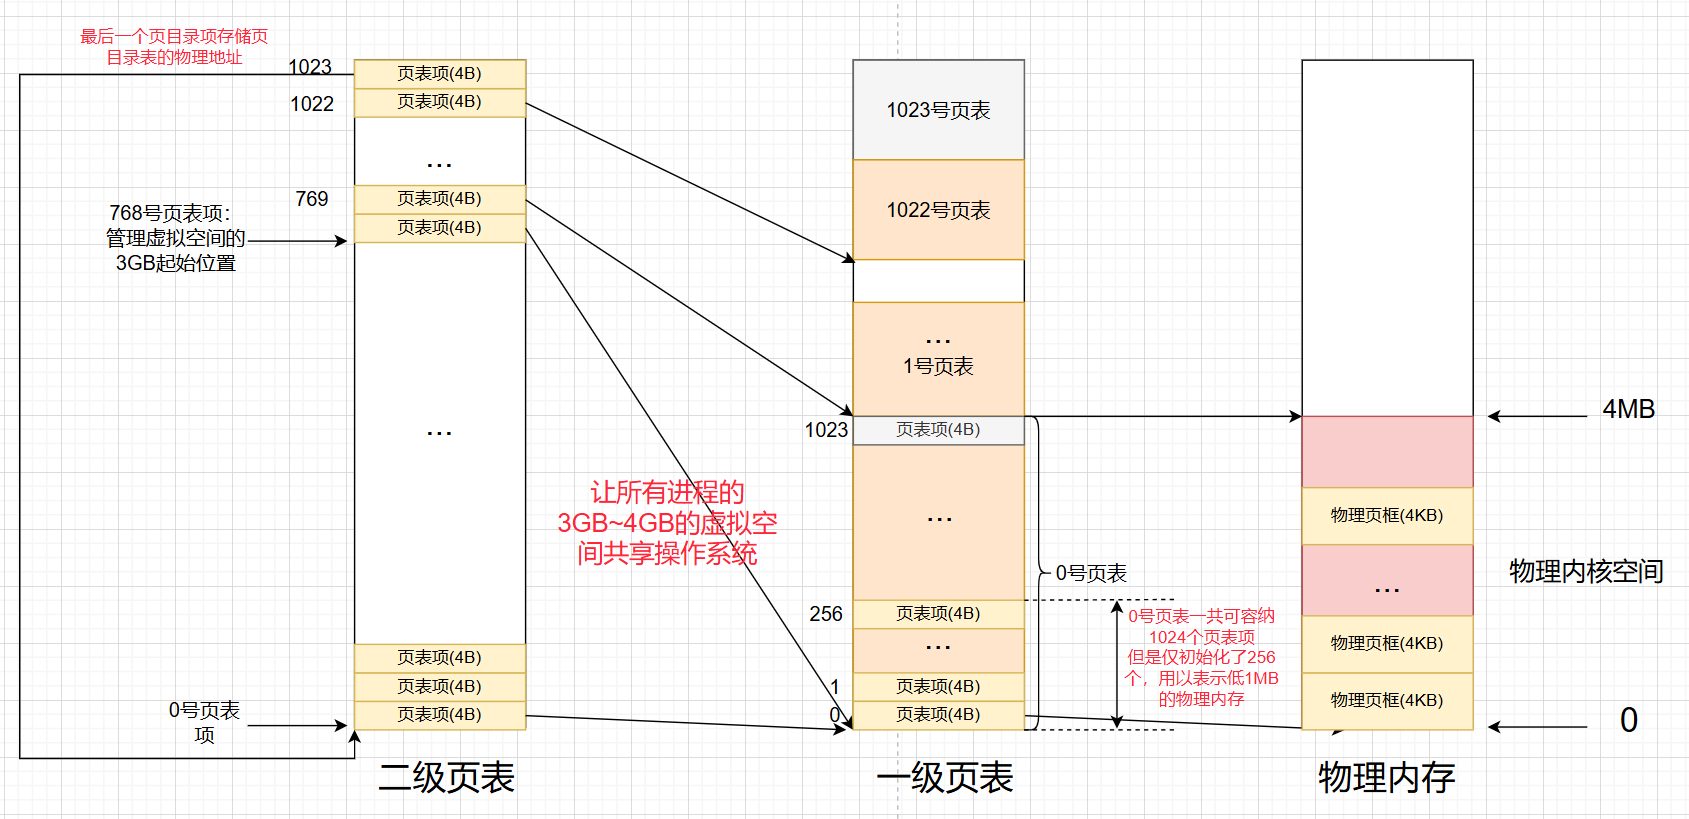 最后一个页目录项存储页
目录表的物理地址
1023
页表项(4B)
1022
页表项(4B)
...
769
页表项(4B)
页表项(4B)
768号页表项：
管理虚拟空间的
3GB起始位置
...
页表项(4B)
页表项(4B)
页表项(4B)
0号页表
项
二级页表
让所有进程的
3GB~4GB的虚拟空
间共享操作系统
1023号页表
1022号页表
...
1号页表
1023
页表项(4B)
...
0号页表
256
页表项(4B)
...
1
页表项(4B)
0
页表项(4B)
一级页表
0号页表一共可容纳
1024个页表项
但是仅初始化了256
个，用以表示低1MB
的物理内存
4MB
物理页框(4KB)
...
物理内核空间
物理页框(4KB)
物理页框(4KB)
0
物理内存